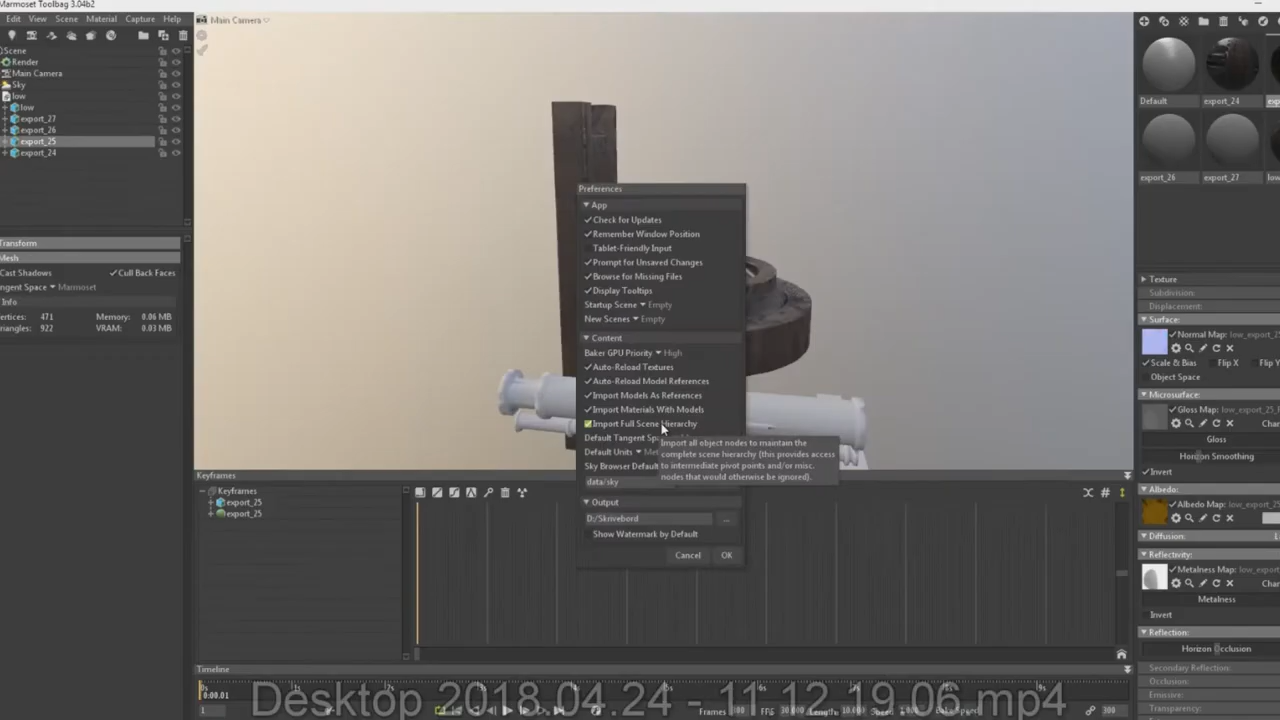 Marmoset Toolbag 3.04b2
Edit View Scene Material Capture Help
Main Camera
Scene
Render
Main Camera
Sky
low
low
export_27
export_26
export_25
export_24
Transform
Mesh
Cast Shadows Cull Back Faces
Marmoset
Info
471 Memory: 0.06 MB
922 VRAM: 0.03 MB
Preferences
App
Check for Updates
Remember Window Position
Tablet-Friendly Input
Prompt for Unsaved Changes
Browse for Missing Files
Display Tooltips
Startup Scene Empty
New Scenes Empty
Content
Baker GPU Priority High
Auto-Reload Textures
Auto-Reload Model References
Import Models As References
Import Materials With Models
Import Full Scene Hierarchy
Default Tangent
Default Units
Sky Browser Default
data/sky
Import all object nodes to maintain the
complete scene hierarchy (this provides access
to intermediate pivot points and/or misc.
nodes that would otherwise be ignored).
Output
D:/Skrivebord
...
Show Watermark by Default
Cancel OK
Keyframes
Keyframes
export_25
export_25
Timeline
0:00.01
1
Frames
Length:
Speed
300
Default export_24
export_26 export_27
Texture
Subdivision:
Displacement:
Surface:
Normal Map: low_export_25
Scale & Bias Flip X Flip Y
Object Space
Microsurface:
Gloss Map: low_export_25
Gloss
Horizon Smoothing
Invert
Albedo:
Albedo Map: low_export_25
Diffusion:
Reflectivity:
Metalness Map: low_export_25
Metalness
Invert
Reflection:
Horizon Occlusion
Secondary Reflection:
Occlusion:
Emissive:
Transparency:
Desktop 2018.04.24 - 11.12.19.06.mp4